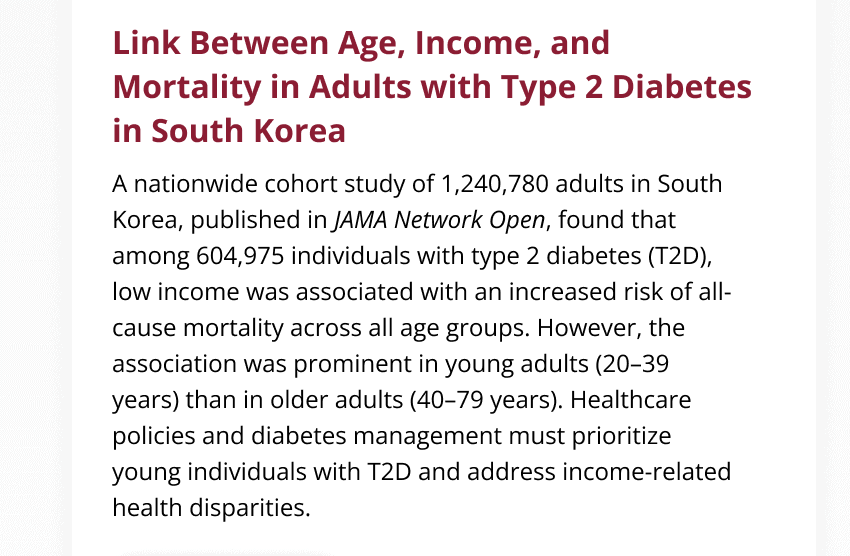 Link Between Age, Income, and
Mortality in Adults with Type 2 Diabetes
in South Korea
A nationwide cohort study of 1,240,780 adults in South
Korea, published in JAMA Network Open, found that
among 604,975 individuals with type 2 diabetes (T2D),
low income was associated with an increased risk of all-
cause mortality across all age groups. However, the
association was prominent in young adults (20–39
years) than in older adults (40–79 years). Healthcare
policies and diabetes management must prioritize
young individuals with T2D and address income-related
health disparities.